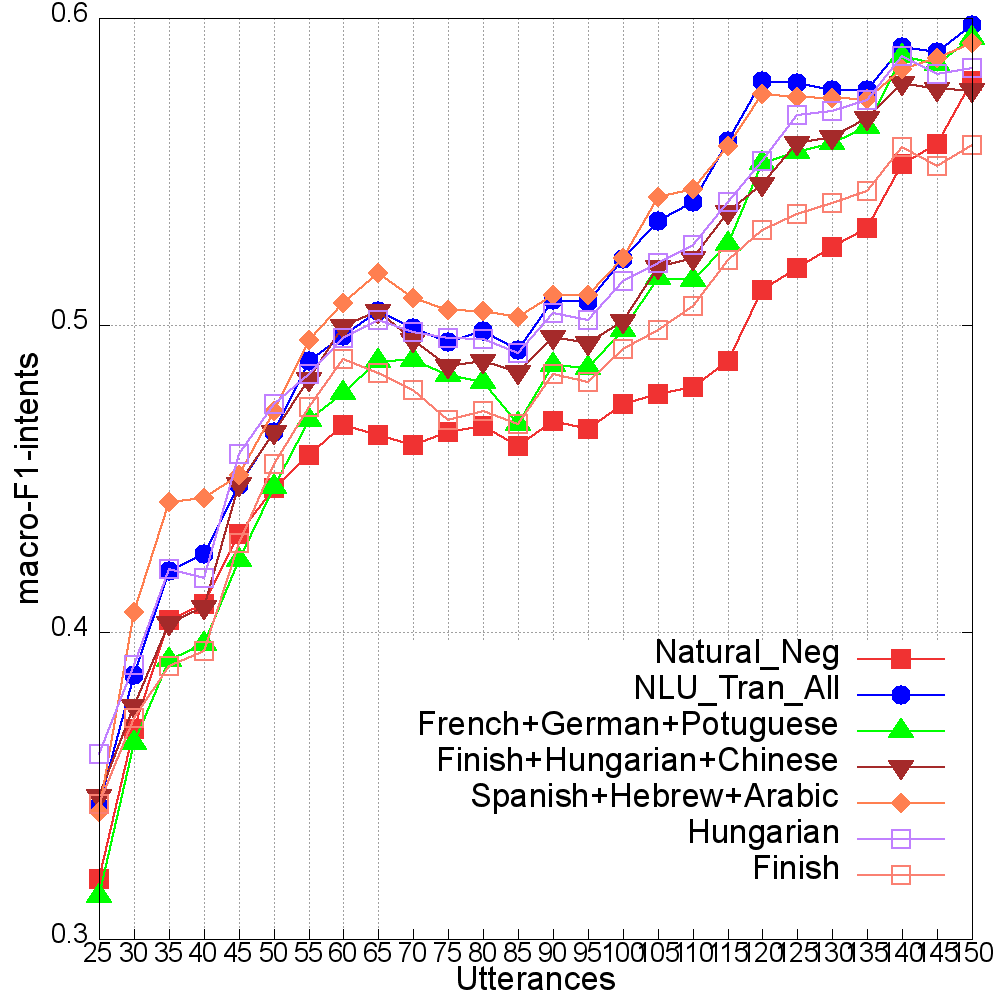 0.6
0.5
0.4
0.3
macro-F1-intents
Natural_Neg
NLU_Tran_All
French+German+Potuguese
Finish+Hungarian+Chinese
Spanish+Hebrew+Arabic
Hungarian
Finish
25 30 35 40 45 50 55 60 65 70 75 80 85 90 95 100 105 110 115 120 125 130 135 140 145 150
Utterances